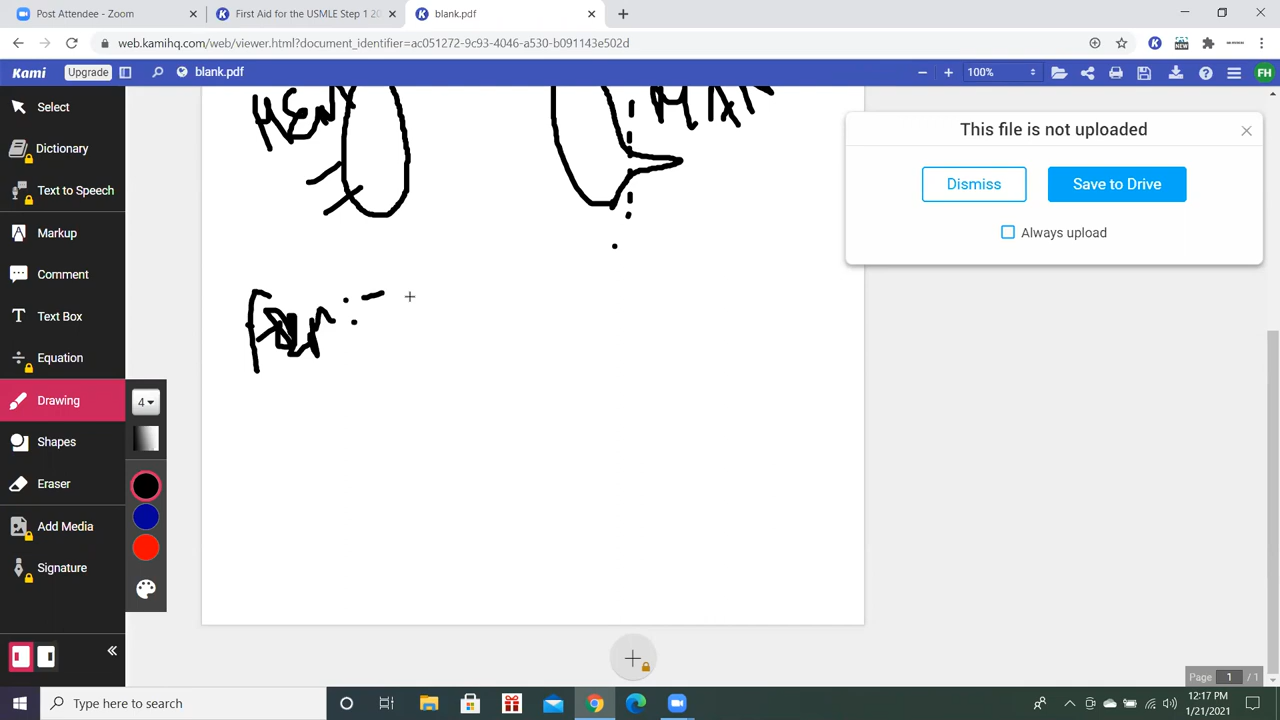 Post Attendee - Zoom
First Aid for the USMLE Step 1 20
blank.pdf
web.kamihq.com/web/viewer.html?document_identifier=ac051272-9c93-4046-a530-b091143e502d
NEW
Kami
Upgrade
blank.pdf
100%
FH
Select
Dictionary
Text to Speech
Markup
Comment
Text Box
Equation
Drawing
Shapes
Eraser
Add Media
Signature
4
This file is not uploaded
Dismiss
Save to Drive
Always upload
Page 1 / 1
Type here to search
12:17 PM
1/21/2021